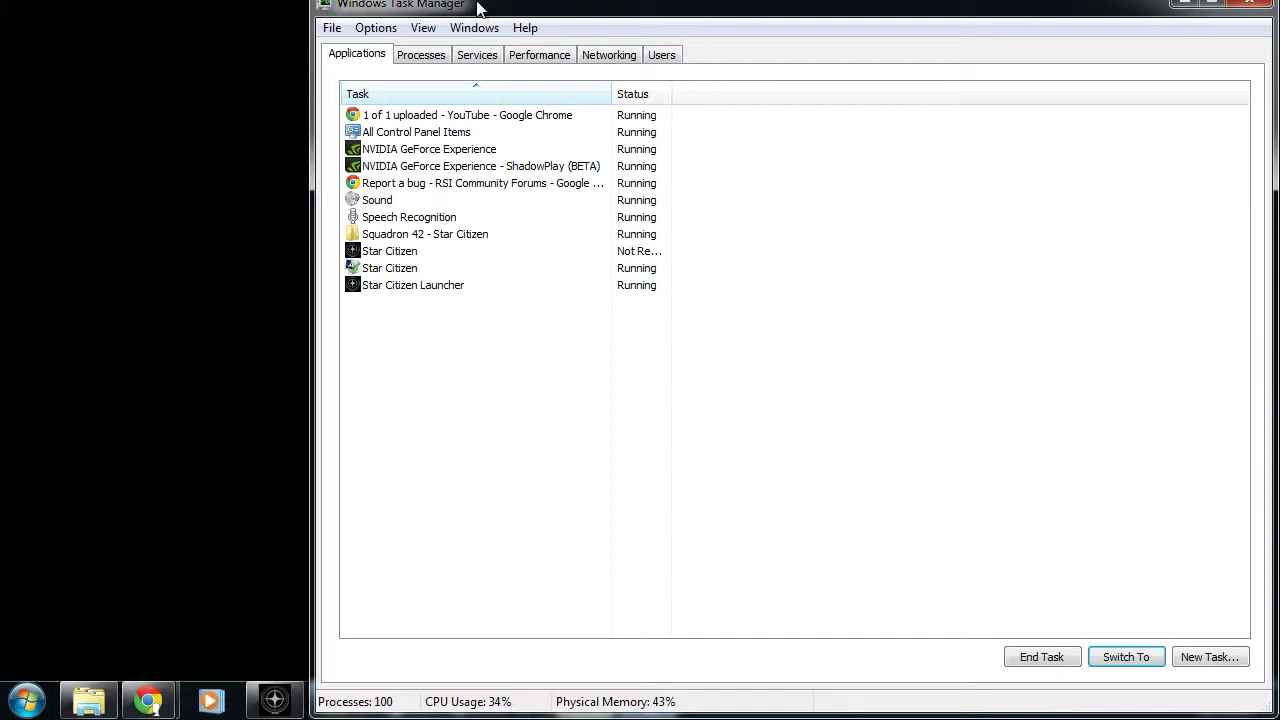 Windows Task Manager
File Options View Windows Help
Applications Processes Services Performance Networking Users
Task Status
1 of 1 uploaded - YouTube - Google Chrome Running
All Control Panel Items Running
NVIDIA GeForce Experience Running
NVIDIA GeForce Experience - ShadowPlay (BETA) Running
Report a bug - RSI Community Forums - Google ... Running
Sound Running
Speech Recognition Running
Squadron 42 - Star Citizen Running
Star Citizen Not Re...
Star Citizen Running
Star Citizen Launcher Running
End Task Switch To New Task...
Processes: 100 CPU Usage: 34% Physical Memory: 43%